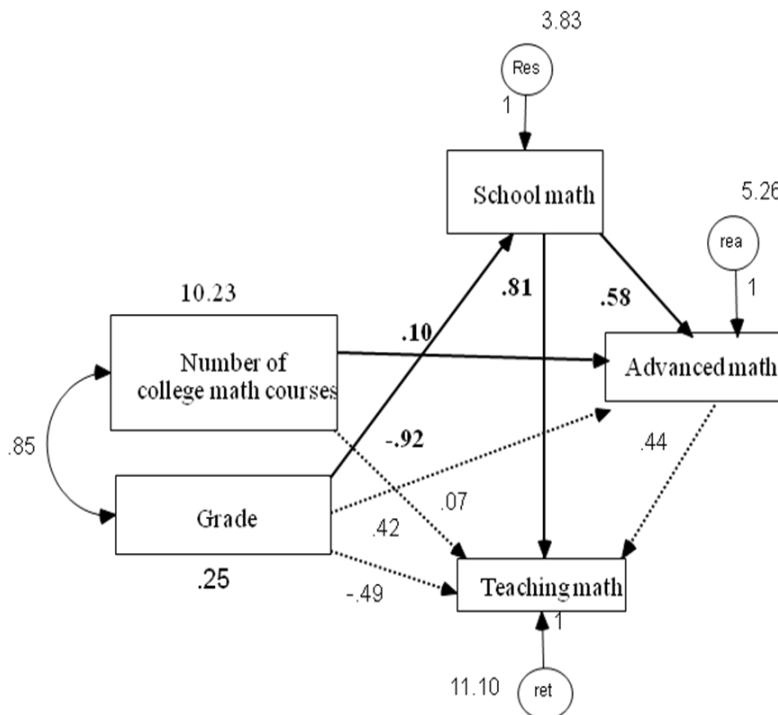 3.83
Res
1
School math
5.26
rea
1
10.23
.81
.58
.10
Number of
college math courses
Advanced math
.85
-.92
.44
Grade
.07
.42
.25
-.49
Teaching math
1
11.10
ret